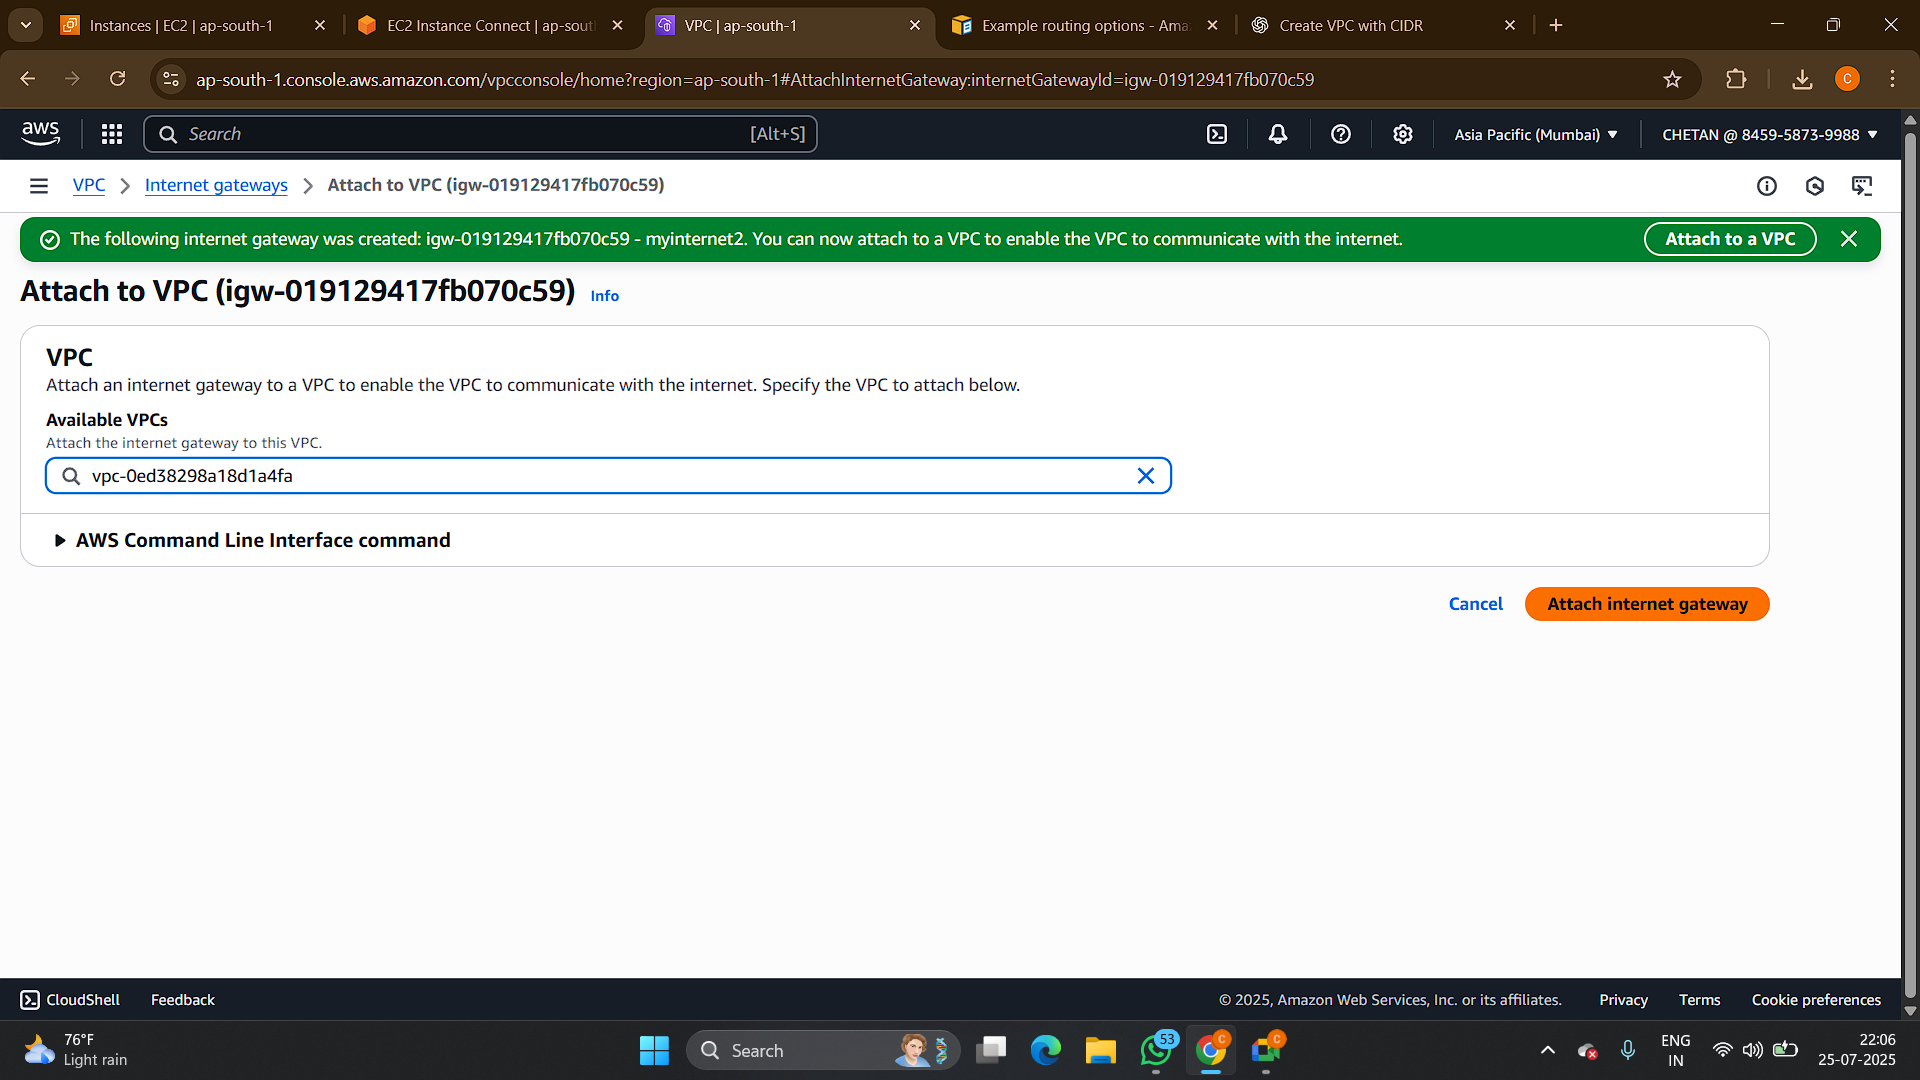 Instances | EC2 | ap-south-1
EC2 Instance Connect | ap-sout
VPC | ap-south-1
Example routing options - Ama
Create VPC with CIDR
ap-south-1.console.aws.amazon.com/vpcconsole/home?region=ap-south-1#AttachInternetGateway:internetGatewayId=igw-019129417fb070c59
C
aws
Search
[Alt+S]
Asia Pacific (Mumbai)
CHETAN @ 8459-5873-9988
VPC
Internet gateways
Attach to VPC (igw-019129417fb070c59)
The following internet gateway was created: igw-019129417fb070c59 - myinternet2. You can now attach to a VPC to enable the VPC to communicate with the internet.
Attach to a VPC
Attach to VPC (igw-019129417fb070c59)
Info
VPC
Attach an internet gateway to a VPC to enable the VPC to communicate with the internet. Specify the VPC to attach below.
Available VPCs
Attach the internet gateway to this VPC.
vpc-0ed38298a18d1a4fa
AWS Command Line Interface command
Cancel
Attach internet gateway
CloudShell
Feedback
© 2025, Amazon Web Services, Inc. or its affiliates.
Privacy
Terms
Cookie preferences
76°F
Light rain
Search
53
C
C
ENG
IN
22:06
25-07-2025